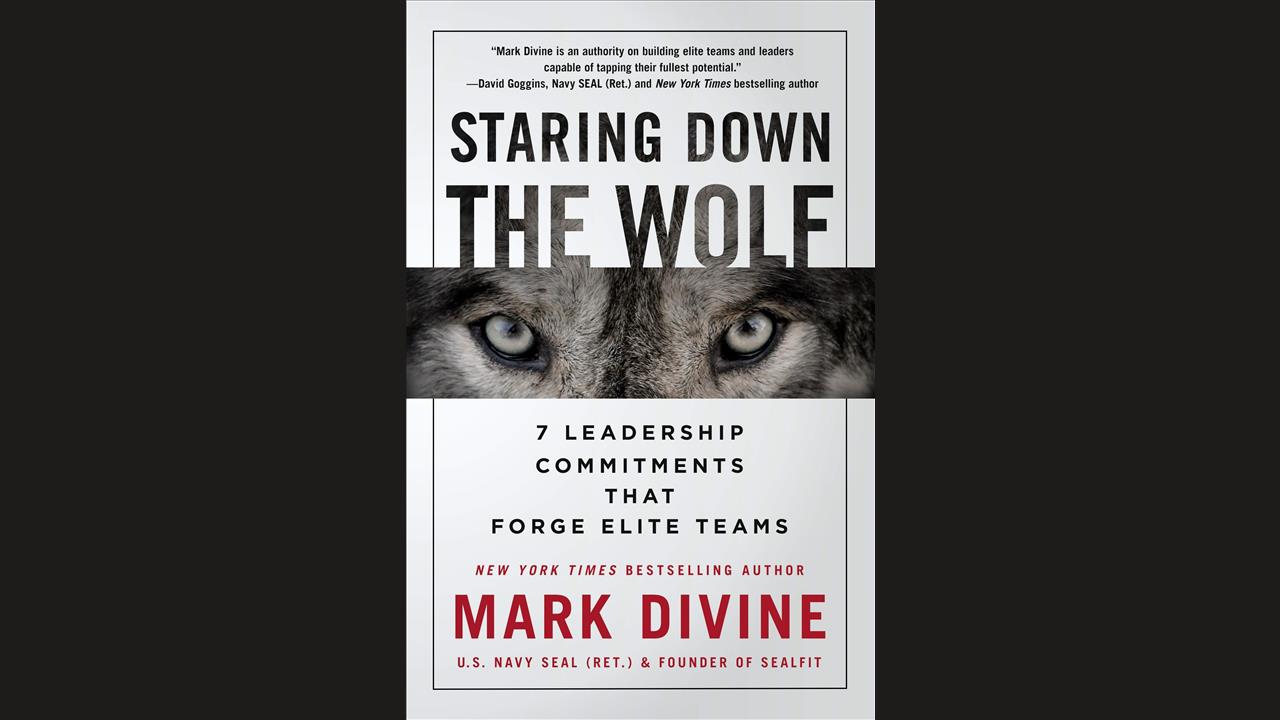 “Mark Divine is an authority on building elite teams and leaders
capable of tapping their fullest potential.”
—David Goggins, Navy SEAL (Ret.) and New York Times bestselling author
STARING DOWN
THE WOLF
7 LEADERSHIP
COMMITMENTS
THAT
FORGE ELITE TEAMS
NEW YORK TIMES BESTSELLING AUTHOR
MARK DIVINE
U.S. NAVY SEAL (RET.) & FOUNDER OF SEALFIT